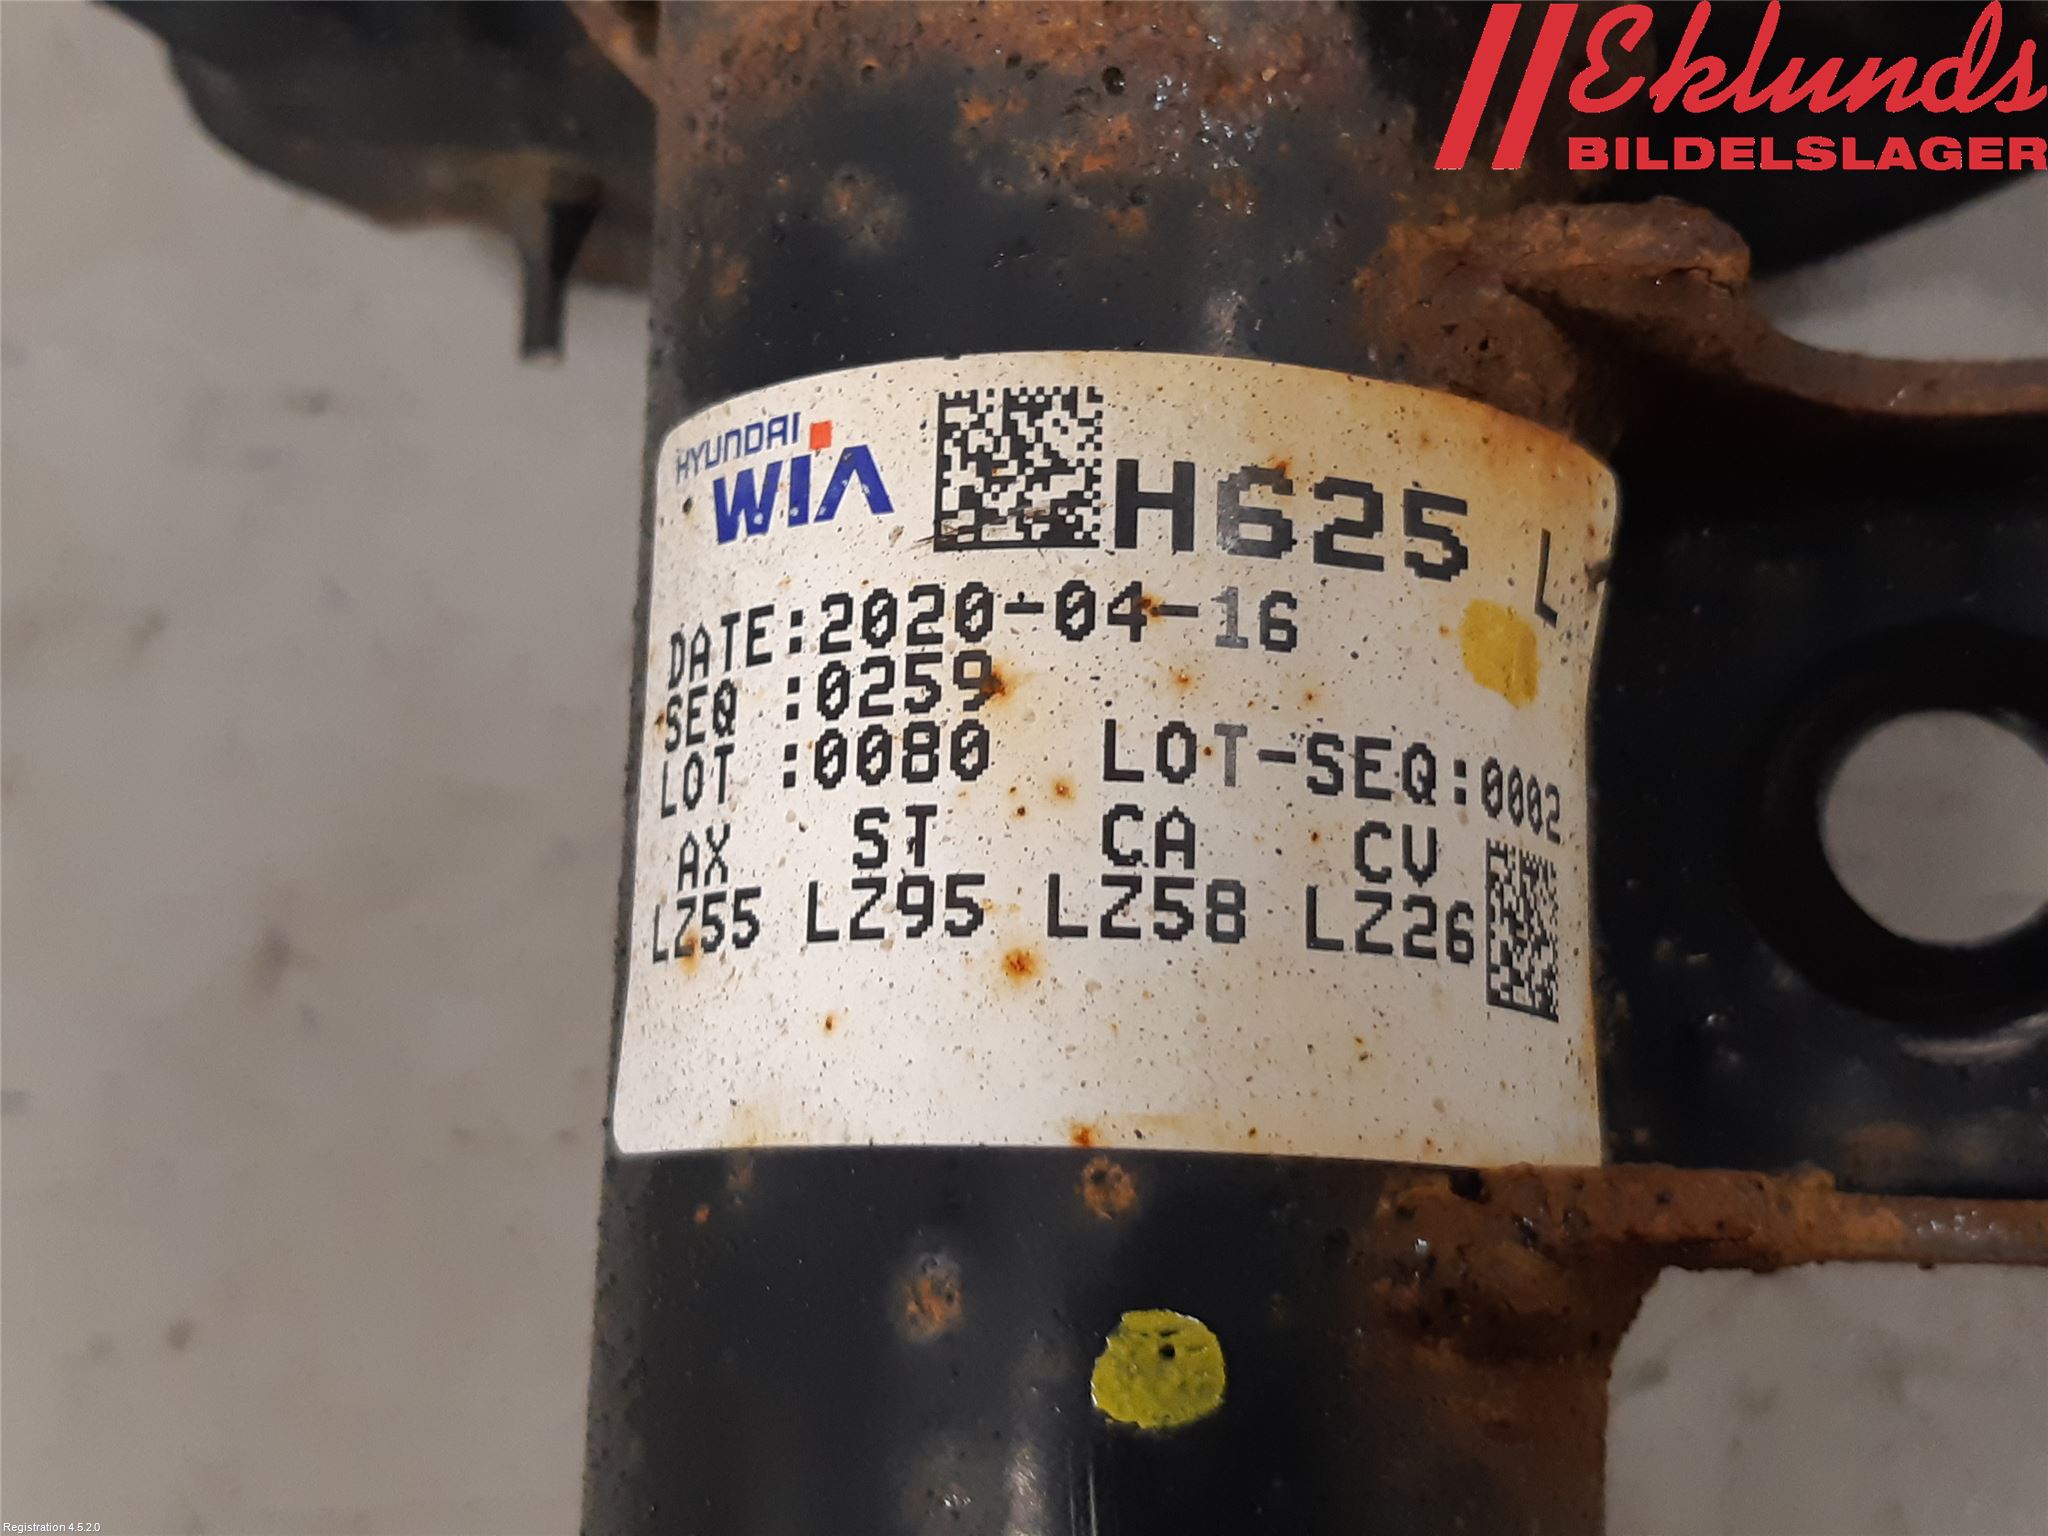 Eklunds
BILDELSLAGER
HYUNDAI
WIA
H625 L
DATE:2020-04-16
SEQ :0259
LOT :0080 LOT-SEQ:0002
AX ST CA CV
LZ55 LZ95 LZ58 LZ26
Registration 4.5.2.0